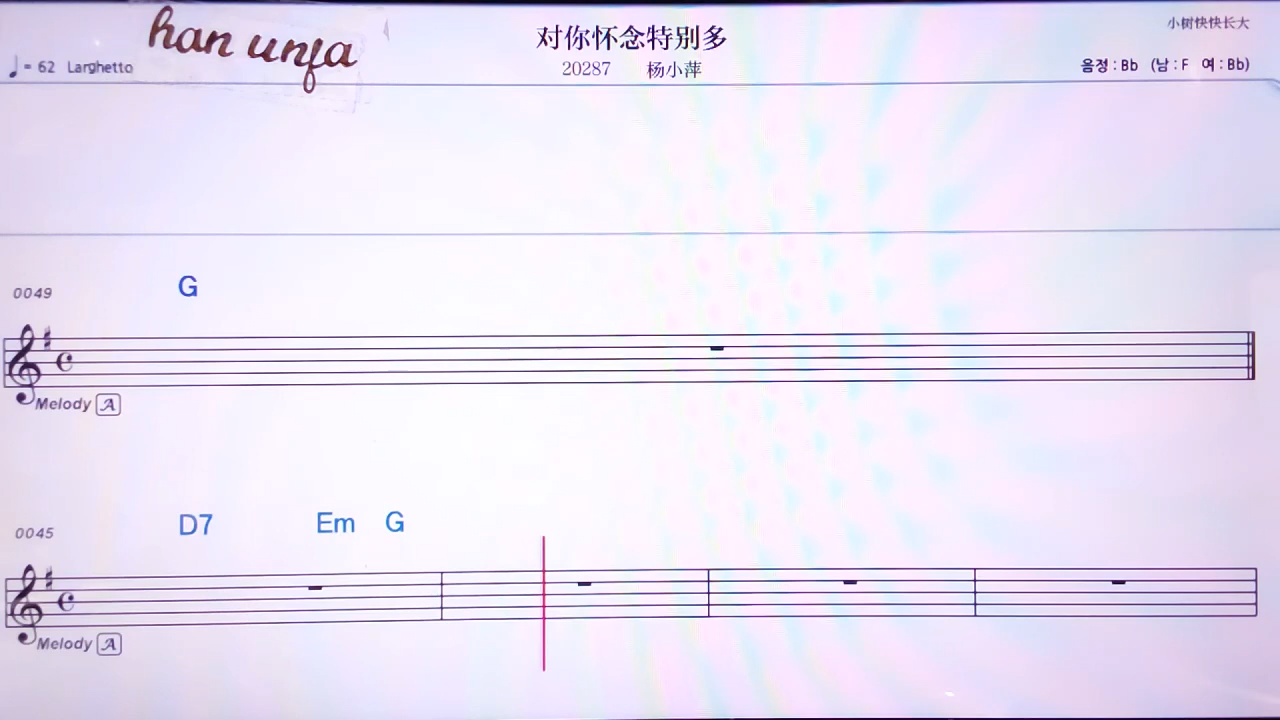 han unfa
对你怀念特别多
小树快快长大
♩= 62 Larghetto
20287 杨小萍
음정 : Bb (남 : F 여 : Bb)
0049 G
Melody A
0045 D7 Em G
Melody A